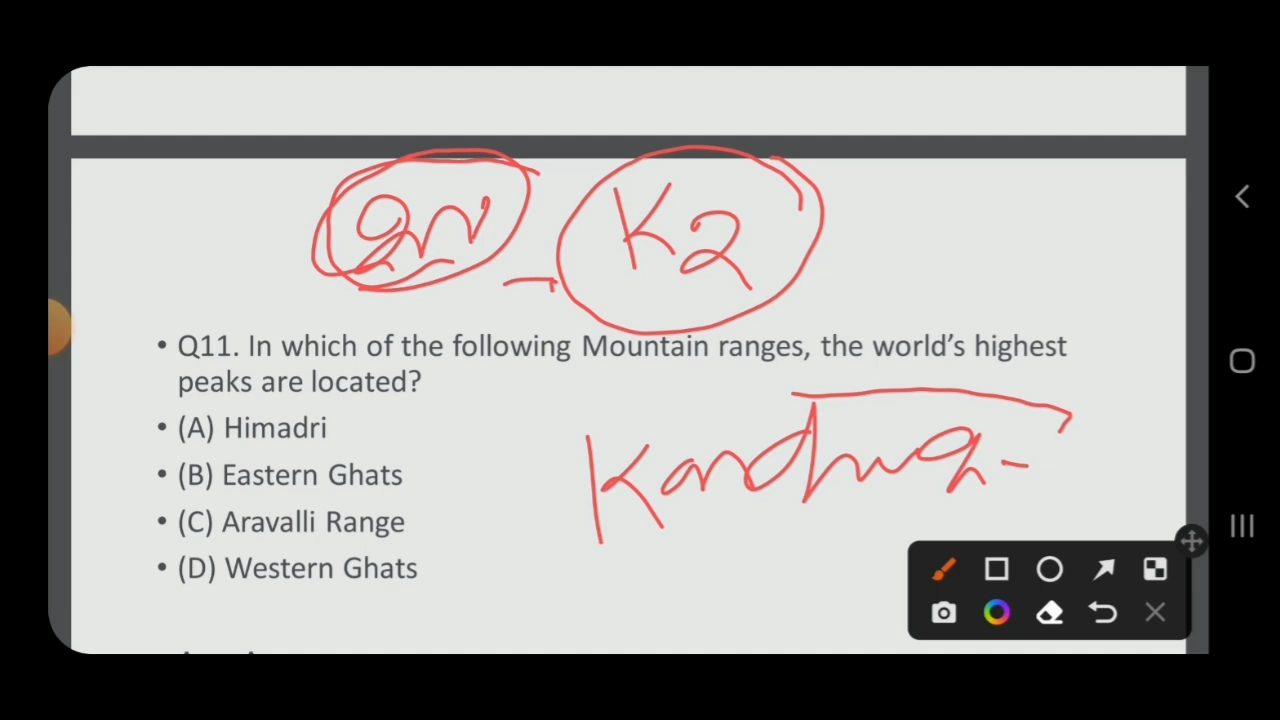 K2
• Q11. In which of the following Mountain ranges, the world’s highest
peaks are located?
• (A) Himadri
• (B) Eastern Ghats
• (C) Aravalli Range
• (D) Western Ghats